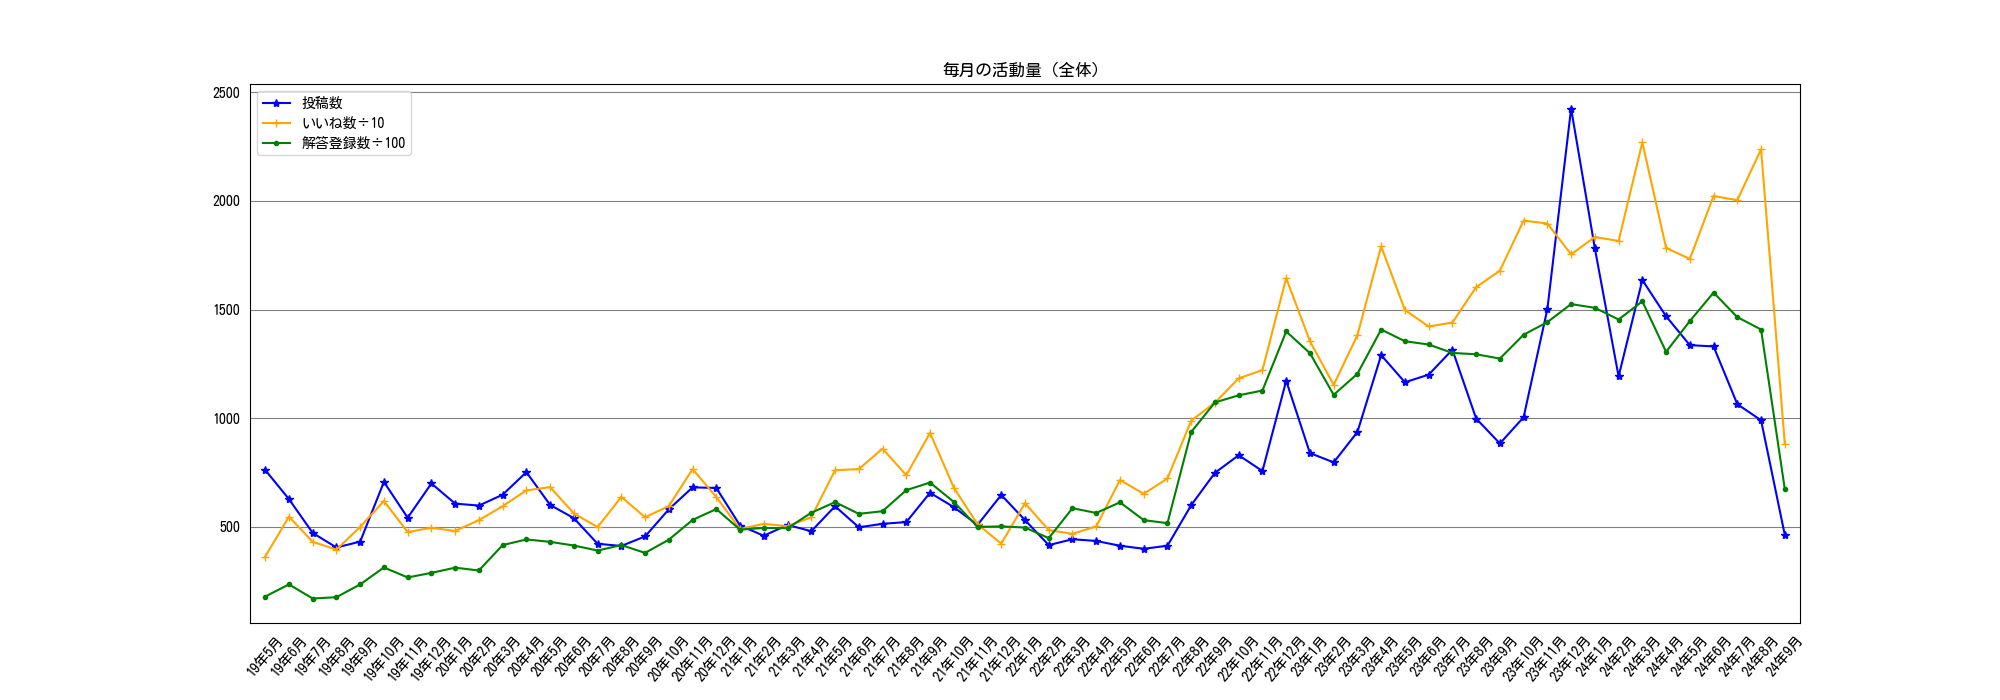 毎月の活動量（全体）
2500
2000
1500
1000
500
投稿数
いいね数÷10
解答登録数÷100
19年5月
19年6月
19年7月
19年8月
19年9月
19年10月
19年11月
19年12月
20年1月
20年2月
20年3月
20年4月
20年5月
20年6月
20年7月
20年8月
20年9月
20年10月
20年11月
20年12月
21年1月
21年2月
21年3月
21年4月
21年5月
21年6月
21年7月
21年8月
21年9月
21年10月
21年11月
21年12月
22年1月
22年2月
22年3月
22年4月
22年5月
22年6月
22年7月
22年8月
22年9月
22年10月
22年11月
22年12月
23年1月
23年2月
23年3月
23年4月
23年5月
23年6月
23年7月
23年8月
23年9月
23年10月
23年11月
23年12月
24年1月
24年2月
24年3月
24年4月
24年5月
24年6月
24年7月
24年8月
24年9月